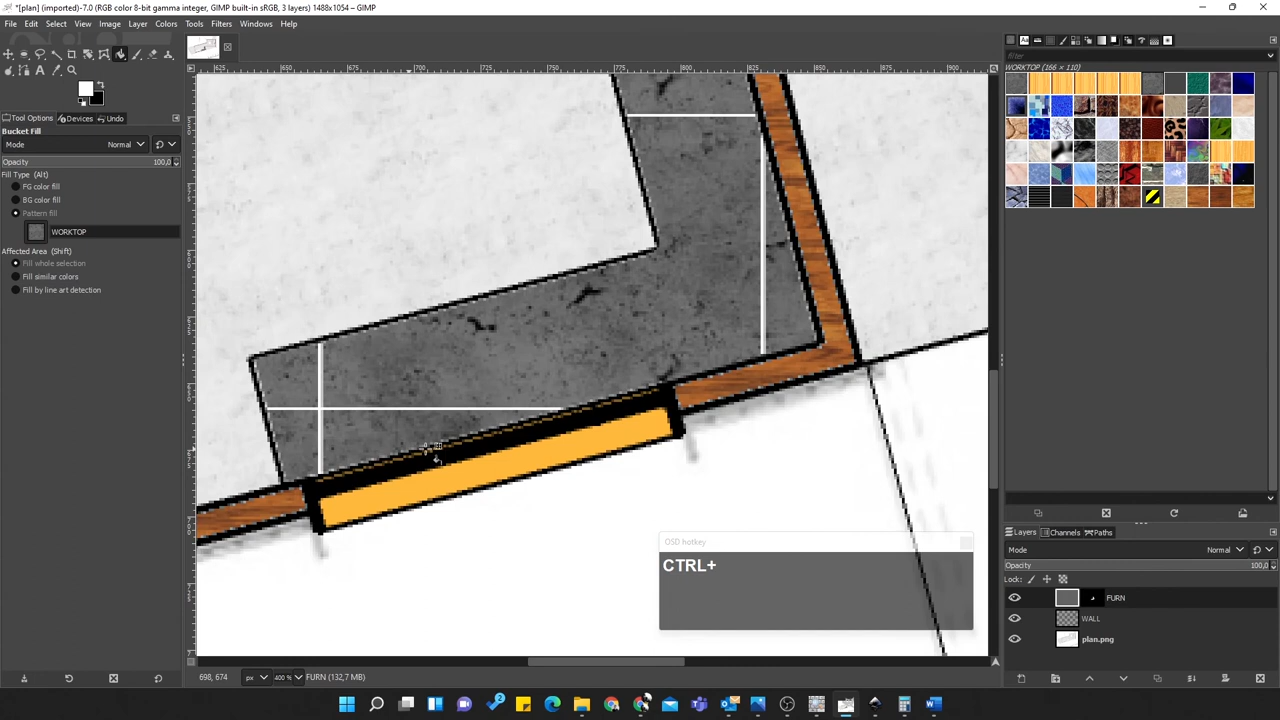 *[plan] (imported)-7.0 (RGB color 8-bit gamma integer, GIMP built-in sRGB, 3 layers) 1488x1054 – GIMP
File Edit Select View Image Layer Colors Tools Filters Windows Help
Tool Options Devices Undo
Bucket Fill
Mode Normal
Opacity 100,0
Fill Type (Alt)
FG color fill
BG color fill
Pattern fill
WORKTOP
Affected Area (Shift)
Fill whole selection
Fill similar colors
Fill by line art detection
625 650 675 700 725 750 775 800 825 850 875 900
filter
WORKTOP (166 × 110)
OSD hotkey
CTRL+
Layers Channels Paths
Mode Normal
Opacity 100,0
Lock:
FURN
WALL
plan.png
698, 674 px 400 % FURN (132,7 MB)